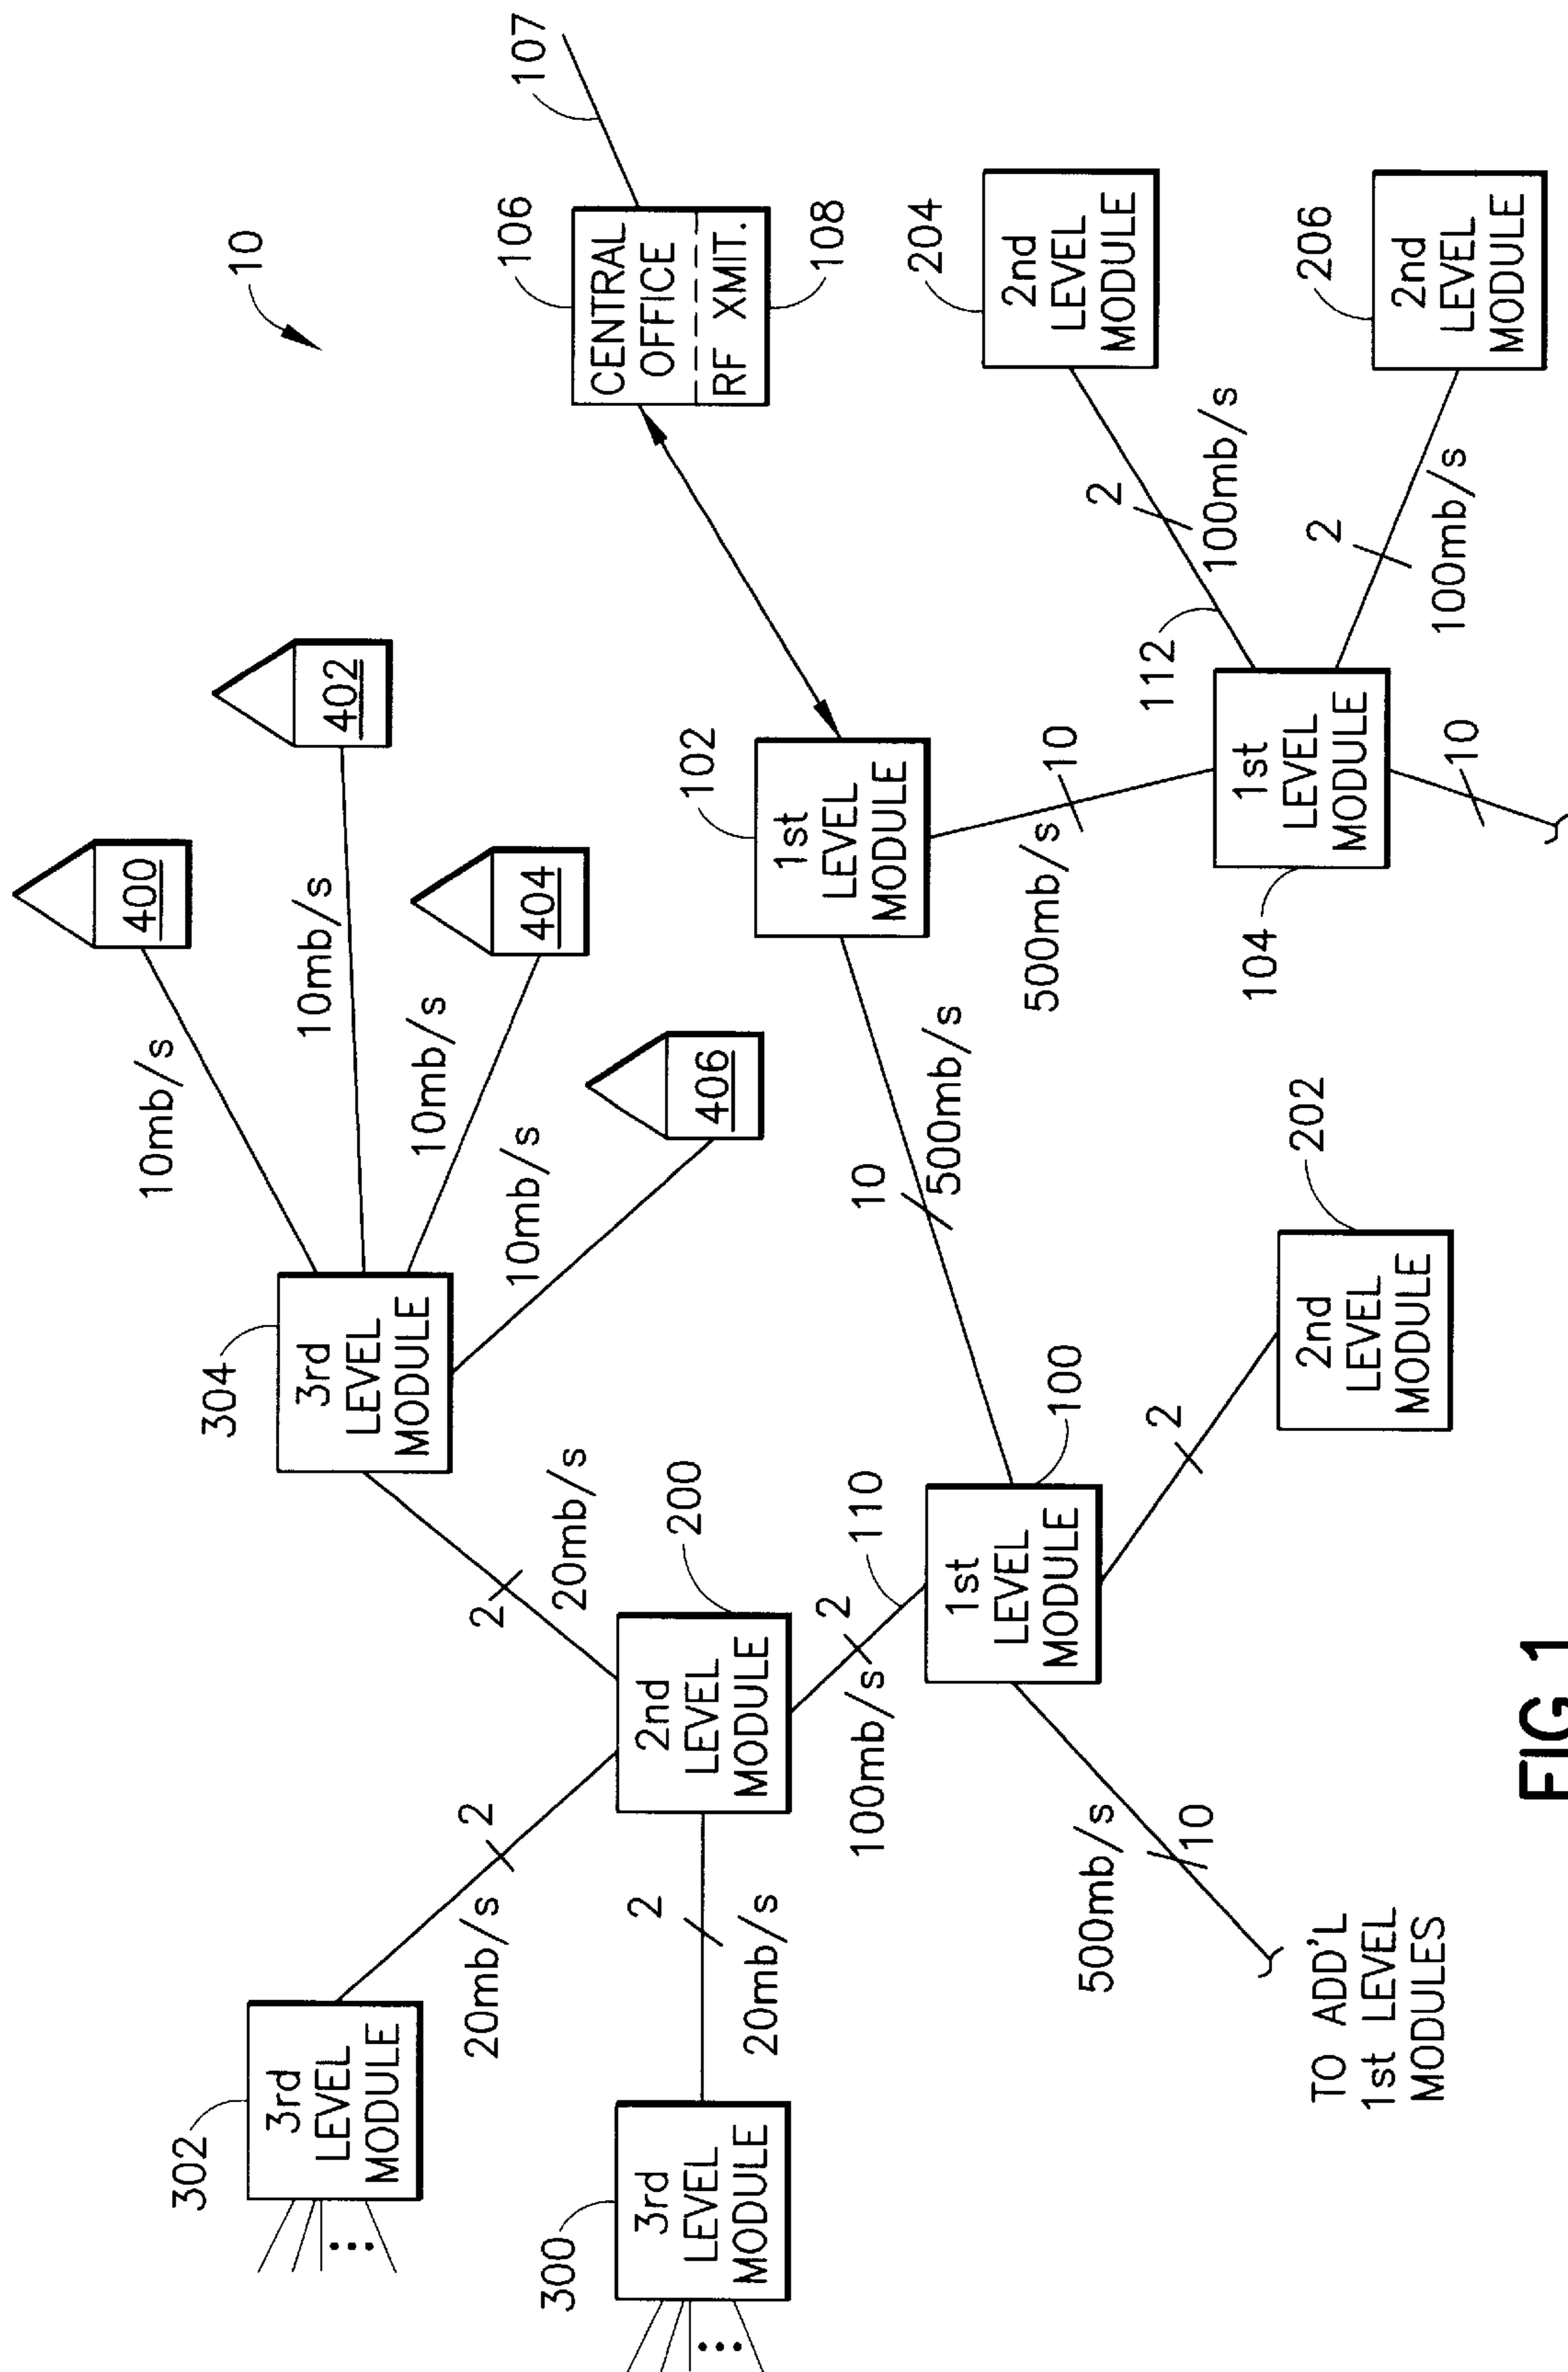 10
107
106
CENTRAL
OFFICE
RF XMIT.
108
400
402
404
406
10mb/s
10mb/s
10mb/s
10mb/s
304
3rd
LEVEL
MODULE
302
3rd
LEVEL
MODULE
300
3rd
LEVEL
MODULE
2
20mb/s
2
20mb/s
2
20mb/s
200
2nd
LEVEL
MODULE
2
100mb/s
110
100
1st
LEVEL
MODULE
10
500mb/s
102
1st
LEVEL
MODULE
500mb/s
10
104
1st
LEVEL
MODULE
10
112
2
100mb/s
204
2nd
LEVEL
MODULE
2
100mb/s
206
2nd
LEVEL
MODULE
2
202
2nd
LEVEL
MODULE
500mb/s
10
TO ADD'L
1st LEVEL
MODULES
FIG.1